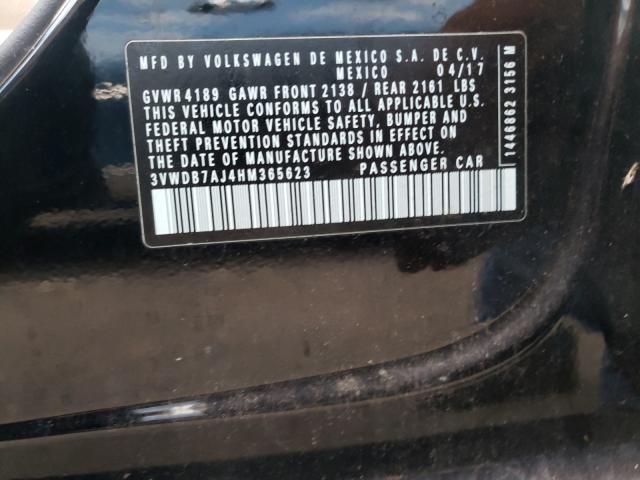 MFD BY VOLKSWAGEN DE MEXICO S.A. DE C.V.
MEXICO 04/17
GVWR 4189 GAWR FRONT 2138 / REAR 2161 LBS
THIS VEHICLE CONFORMS TO ALL APPLICABLE U.S.
FEDERAL MOTOR VEHICLE SAFETY, BUMPER AND
THEFT PREVENTION STANDARDS IN EFFECT ON
THE DATE OF MANUFACTURE SHOWN ABOVE.
3VWDB7AJ4HM365623 PASSENGER CAR
1446862 3156 M